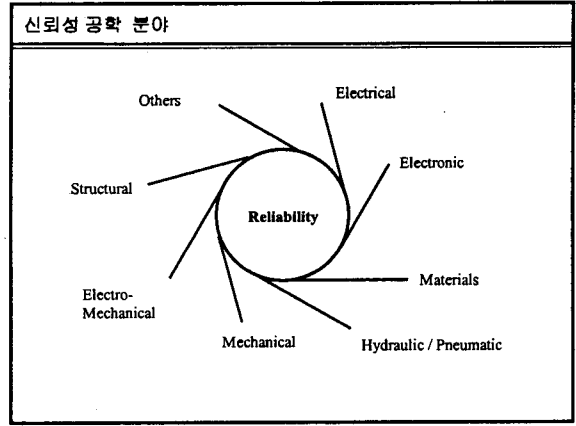 신뢰성 공학 분야
Others
Electrical
Electronic
Structural
Reliability
Materials
Electro-
Mechanical
Mechanical
Hydraulic / Pneumatic